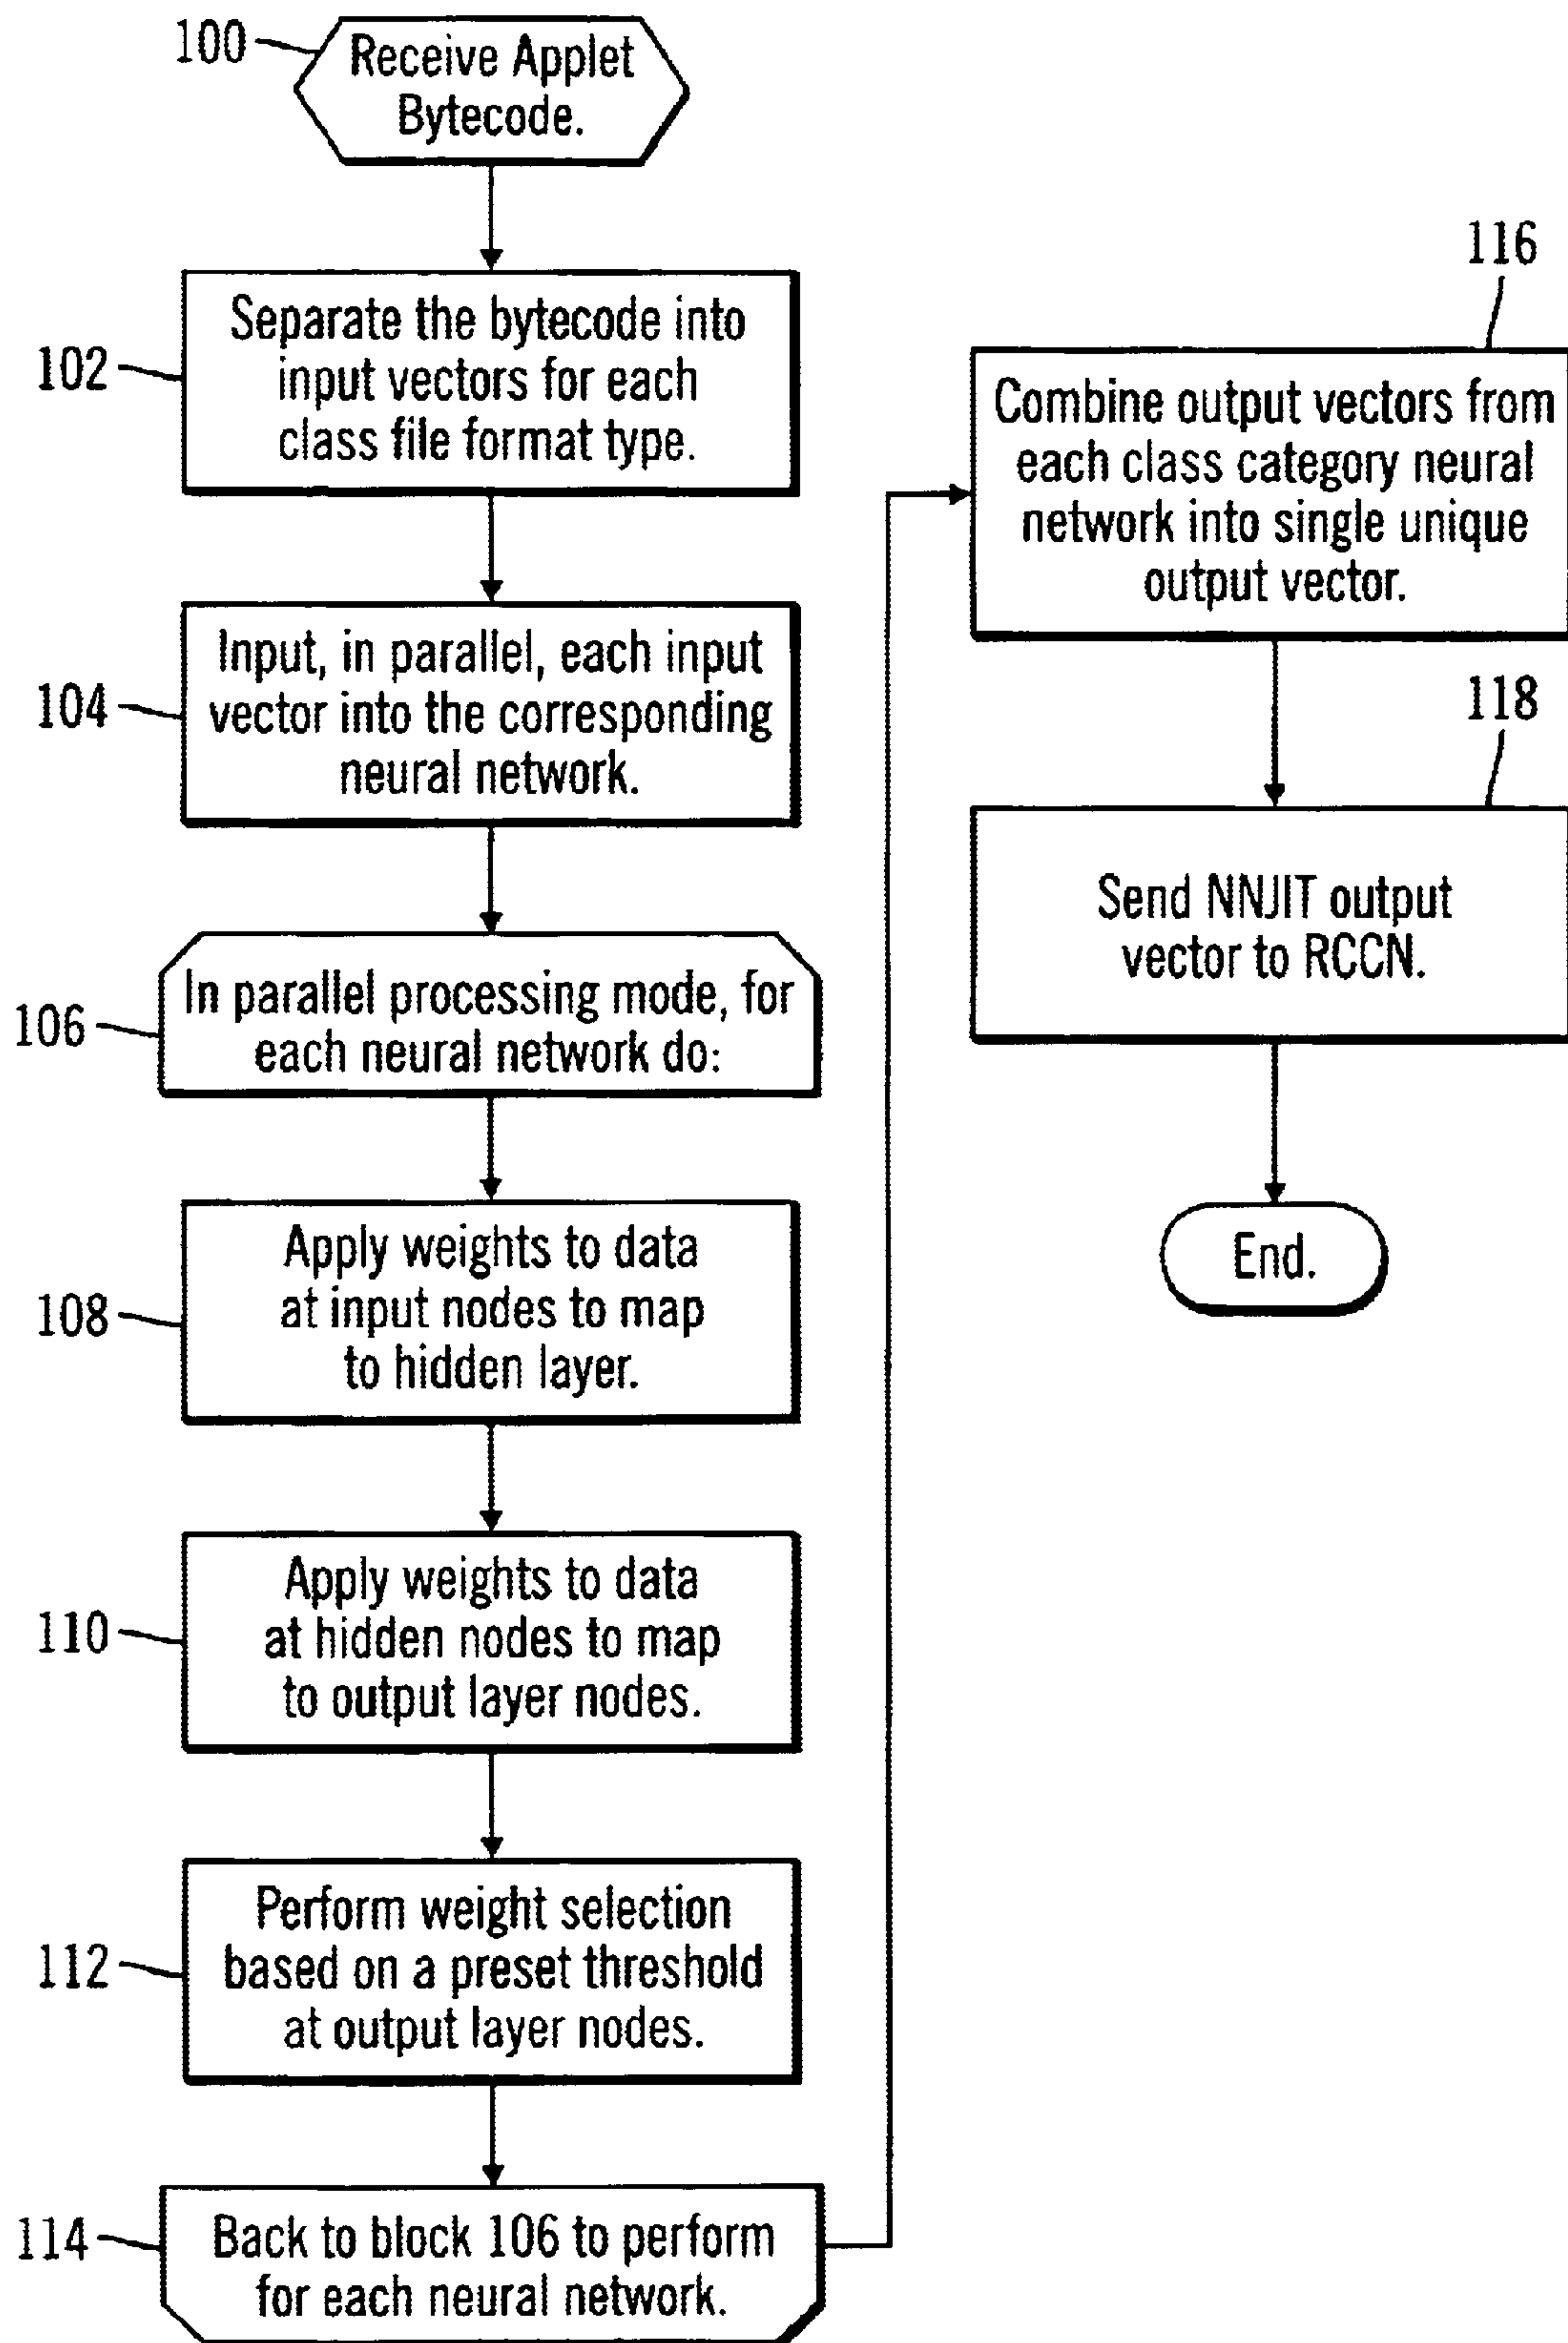 100
Receive Applet
Bytecode.
102
Separate the bytecode into
input vectors for each
class file format type.
104
Input, in parallel, each input
vector into the corresponding
neural network.
106
In parallel processing mode, for
each neural network do:
108
Apply weights to data
at input nodes to map
to hidden layer.
110
Apply weights to data
at hidden nodes to map
to output layer nodes.
112
Perform weight selection
based on a preset threshold
at output layer nodes.
114
Back to block 106 to perform
for each neural network.
116
Combine output vectors from
each class category neural
network into single unique
output vector.
118
Send NNJIT output
vector to RCCN.
End.